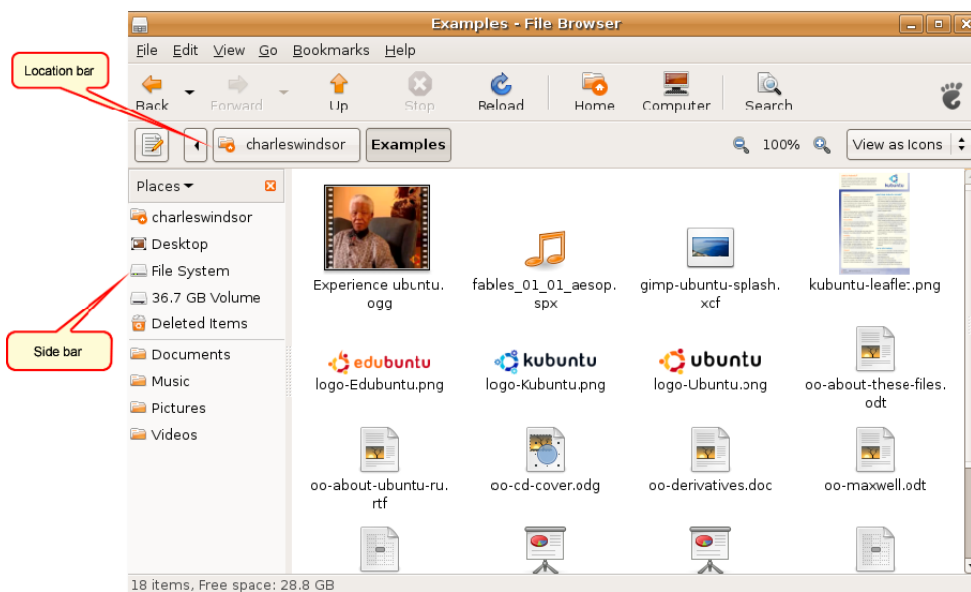 Examples - File Browser
File Edit View Go Bookmarks Help
Location bar
Back Forward Up Stop Reload Home Computer Search
charleswindsor Examples 100% View as Icons
Places
charleswindsor
Desktop
File System
36.7 GB Volume
Deleted Items
Side bar
Documents
Music
Pictures
Videos
Experience ubuntu.
ogg
fables_01_01_aesop.
spx
gimp-ubuntu-splash.
xcf
kubuntu
kubuntu-leaflet.png
edubuntu
logo-Edubuntu.png
kubuntu
logo-Kubuntu.png
ubuntu
logo-Ubuntu.png
oo-about-these-files.
odt
oo-about-ubuntu-ru.
rtf
oo-cd-cover.odg
oo-derivatives.doc
oo-maxwell.odt
18 items, Free space: 28.8 GB